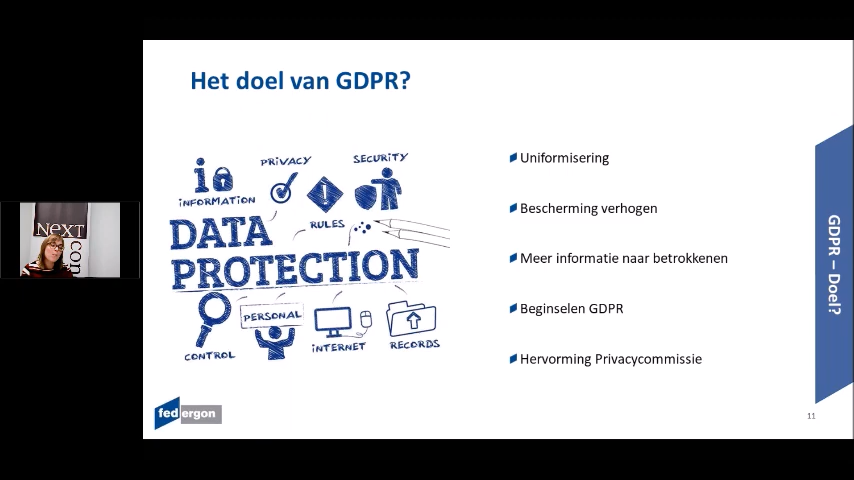 Het doel van GDPR?
PRIVACY
SECURITY
INFORMATION
RULES
DATA
PROTECTION
PERSONAL
CONTROL
INTERNET
RECORDS
Uniformisering
Bescherming verhogen
Meer informatie naar betrokkenen
Beginselen GDPR
Hervorming Privacycommissie
GDPR – Doel?
federgon
11
NEXT
con